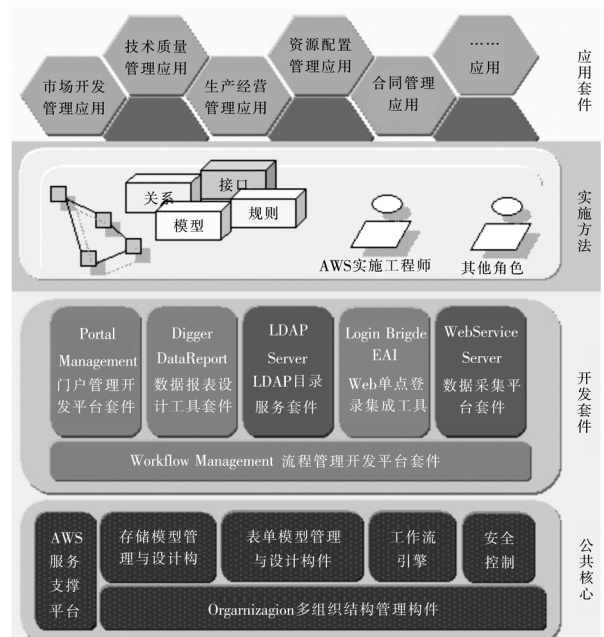 技术质量
管理应用
资源配置
管理应用
……
应用
市场开发
管理应用
生产经营
管理应用
合同管理
应用
应用套件
关系
接口
模型
规则
AWS实施工程师
其他角色
实施方法
Portal
Management
门户管理开
发平台套件
Digger
DataReport
数据报表设
计工具套件
LDAP
Server
LDAP目录
服务套件
Login Brigde
EAI
Web单点登
录集成工具
WebService
Server
数据采集平
台套件
Workflow Management 流程管理开发平台套件
开发套件
AWS
服务
支撑
平台
存储模型管
理与设计构
表单模型管理
与设计构件
工作流
引擎
安全
控制
Orgarnizagion多组织结构管理构件
公共核心